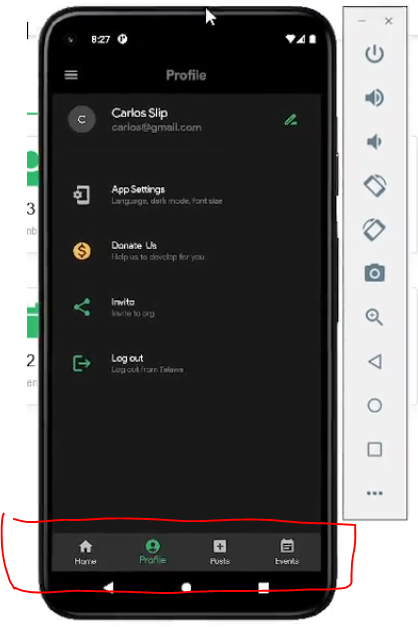 8:27
Profile
C
Carlos Slip
carlos@gmail.com
App Settings
Language, dark mode, font size
Donate Us
Help us to develop for you
Invite
Invite to org
Log out
Log out from Talawa
3
2
Home
Profile
Posts
Events